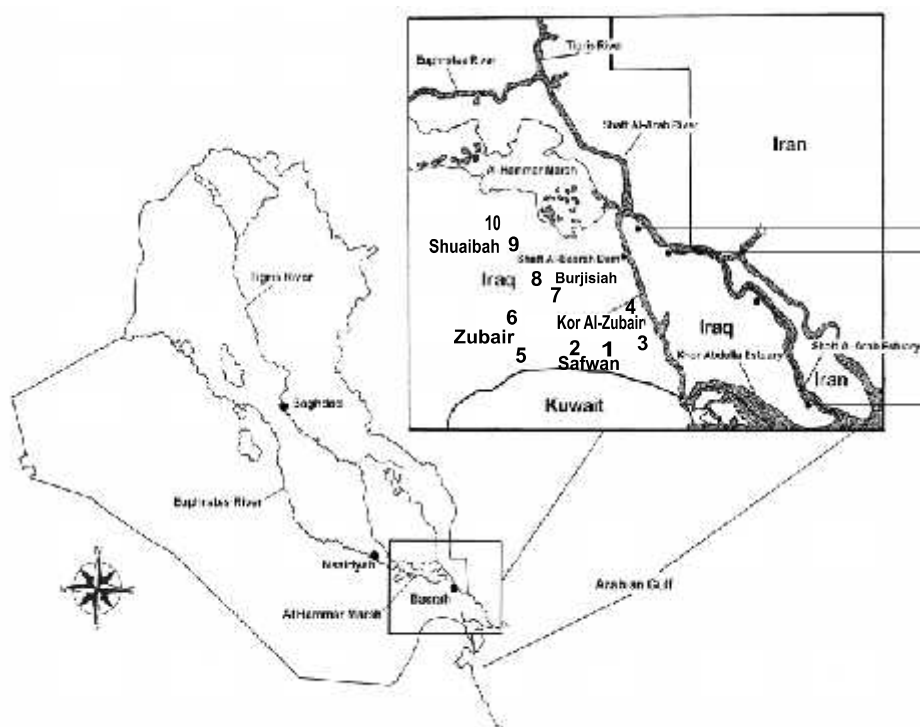 Tigris River
Euphrates River
Shatt Al-Arab River
Iran
Al-Hammar Marsh
10
Shuaibah 9
Shatt Al-Basrah
Iraq 8 Burjisiah
7
4
6
Kor Al-Zubair
Zubair
Iraq
3
5 2 1
Safwan
Shatt Al-Arab Estuary
Khor Abdulla Estuary
Iran
Kuwait
Tigris River
Baghdad
Euphrates River
Arabian Gulf
Basrah
Al-Hammar Marsh